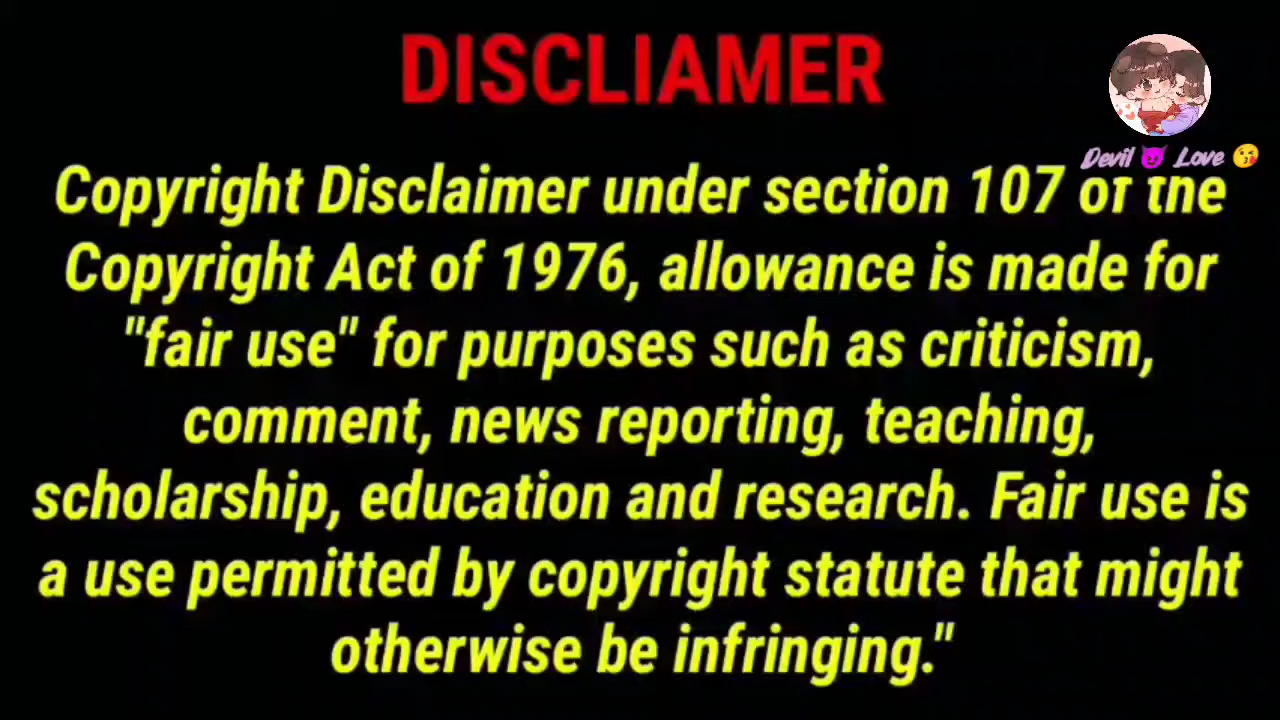 DISCLIAMER
Devil 😈 Love 😘
Copyright Disclaimer under section 107 of the
Copyright Act of 1976, allowance is made for
"fair use" for purposes such as criticism,
comment, news reporting, teaching,
scholarship, education and research. Fair use is
a use permitted by copyright statute that might
otherwise be infringing."